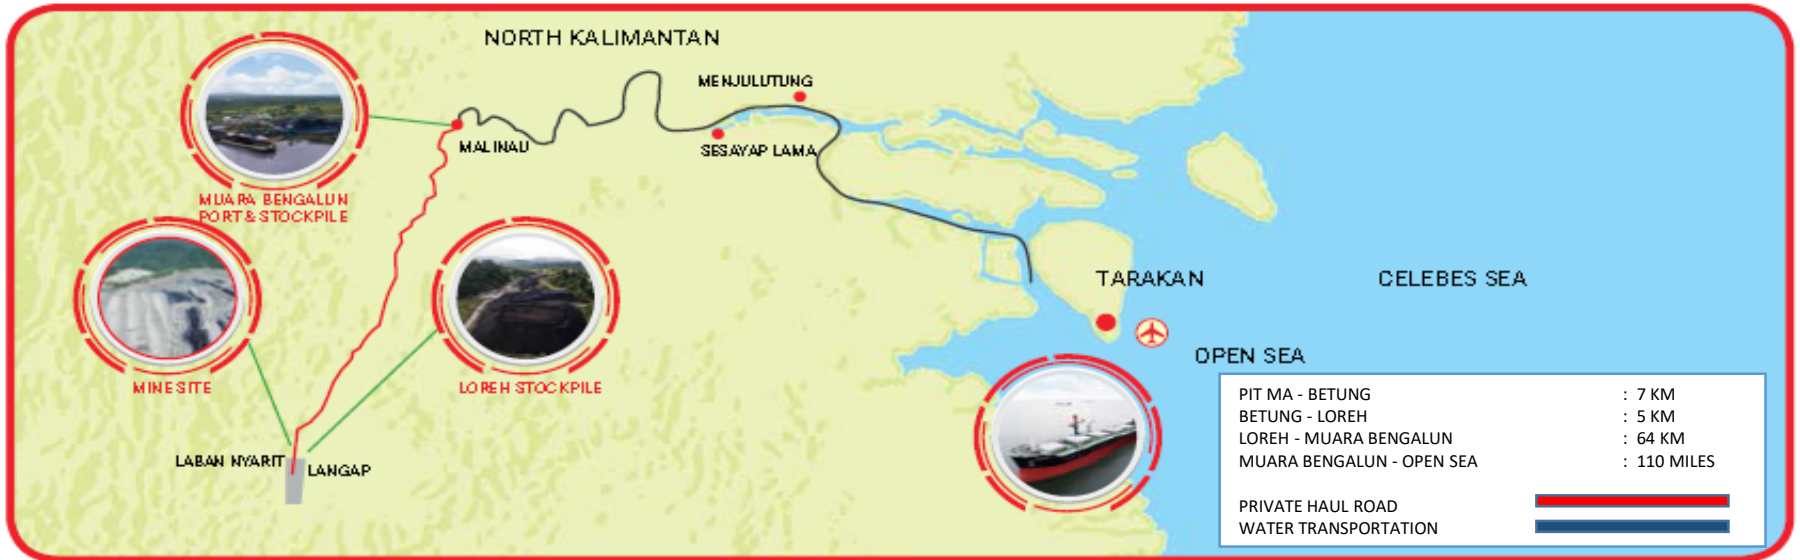 NORTH KALIMANTAN
MENJULUTUNG
MALINAU
SESAYAP LAMA
MUARA BENGALUN
PORT & STOCKPILE
TARAKAN
CELEBES SEA
OPEN SEA
MINE SITE
LOREH STOCKPILE
LABAN NYARIT
LANGAP
PIT MA - BETUNG : 7 KM
BETUNG - LOREH : 5 KM
LOREH - MUARA BENGALUN : 64 KM
MUARA BENGALUN - OPEN SEA : 110 MILES
PRIVATE HAUL ROAD
WATER TRANSPORTATION